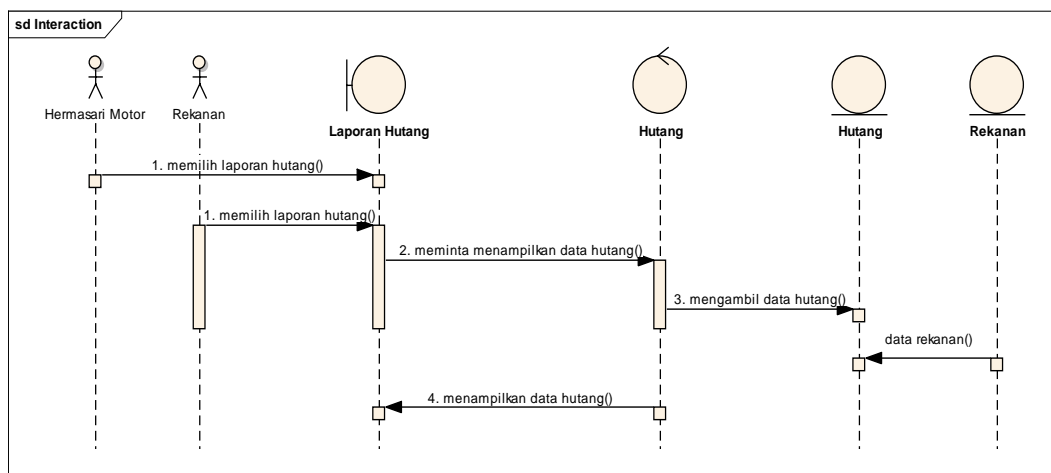 sd Interaction
Hermasari Motor
Rekanan
Laporan Hutang
Hutang
Hutang
Rekanan
1. memilih laporan hutang()
1. memilih laporan hutang()
2. meminta menampilkan data hutang()
3. mengambil data hutang()
data rekanan()
4. menampilkan data hutang()